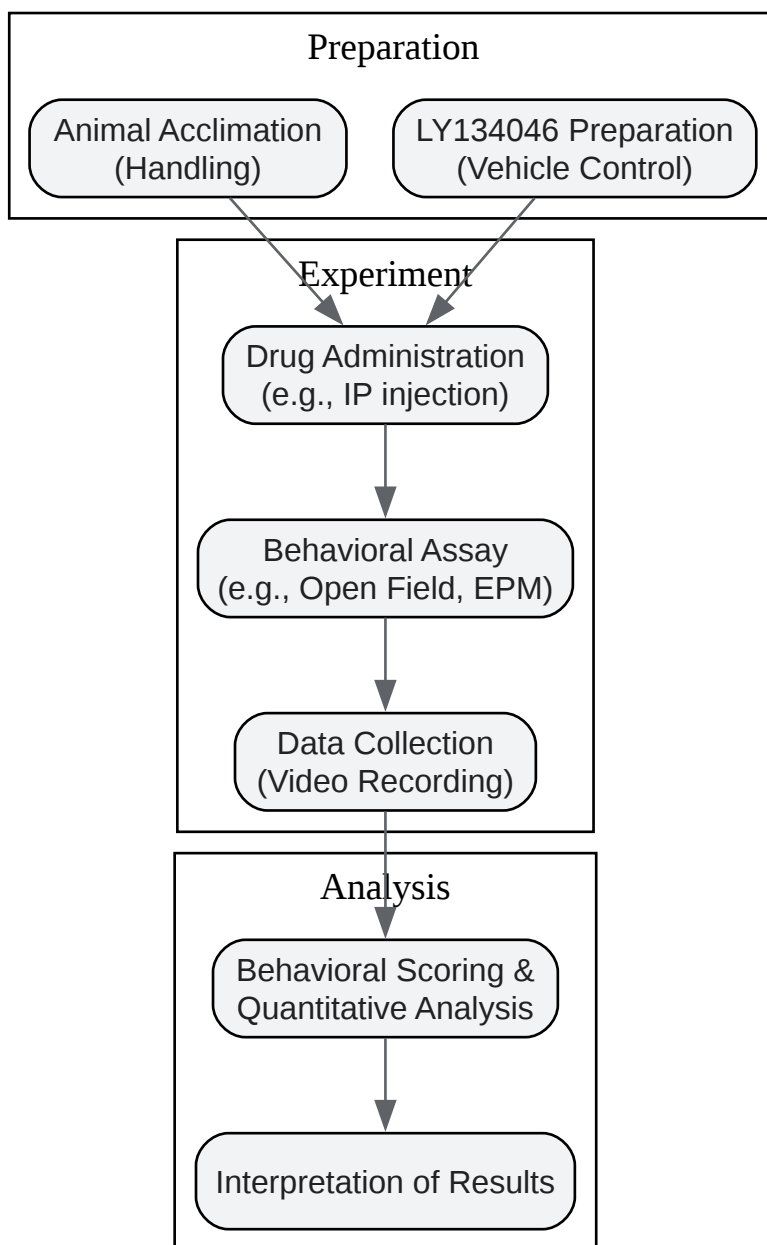 Preparation
Animal Acclimation
(Handling)
LY134046 Preparation
(Vehicle Control)
Experiment
Drug Administration
(e.g., IP injection)
Behavioral Assay
(e.g., Open Field, EPM)
Data Collection
(Video Recording)
Analysis
Behavioral Scoring &
Quantitative Analysis
Interpretation of Results